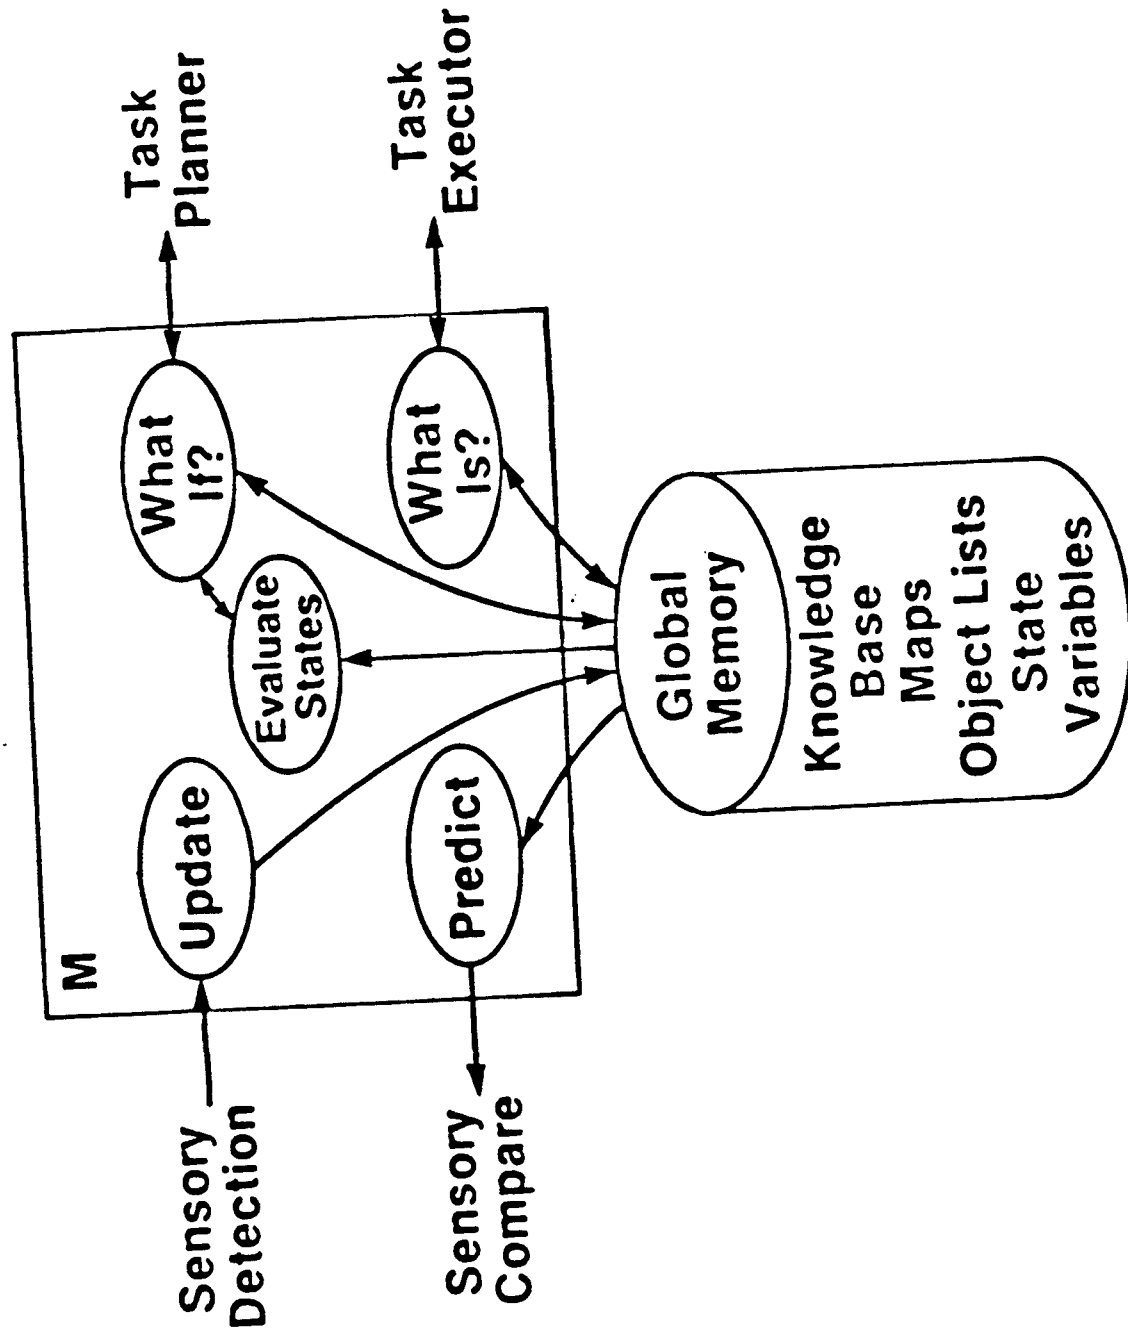 M
Sensory
Detection
Update
What
If?
Task
Planner
Evaluate
States
Sensory
Compare
Predict
What
Is?
Task
Executor
Global
Memory
Knowledge
Base
Maps
Object Lists
State
Variables